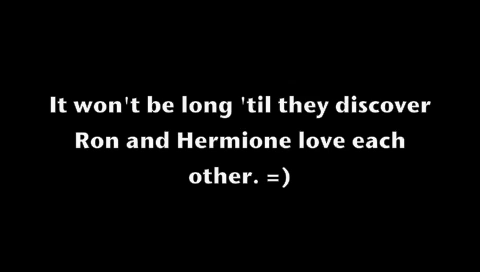 It won't be long 'til they discover
Ron and Hermione love each
other. =)